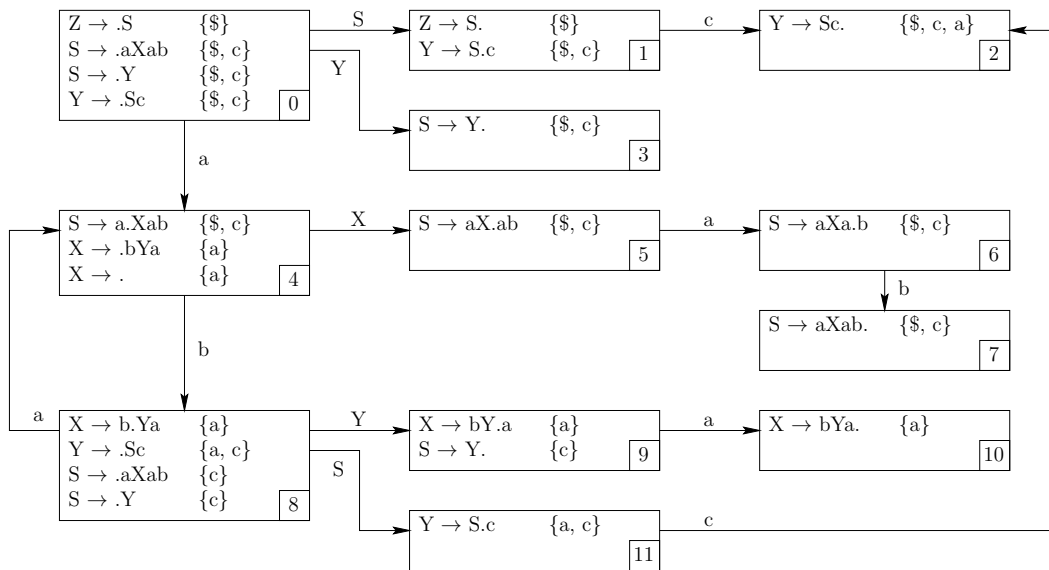 Z → .S {$}
S → .aXab {$, c}
S → .Y {$, c}
Y → .Sc {$, c}
0
S
Y
Z → S. {$}
Y → S.c {$, c}
1
c
Y → Sc. {$, c, a}
2
S → Y. {$, c}
3
a
S → a.Xab {$, c}
X → .bYa {a}
X → . {a}
4
X
S → aX.ab {$, c}
5
a
S → aXa.b {$, c}
6
b
S → aXab. {$, c}
7
b
a
X → b.Ya {a}
Y → .Sc {a, c}
S → .aXab {c}
S → .Y {c}
8
Y
S
X → bY.a {a}
S → Y. {c}
9
a
X → bYa. {a}
10
Y → S.c {a, c}
11
c